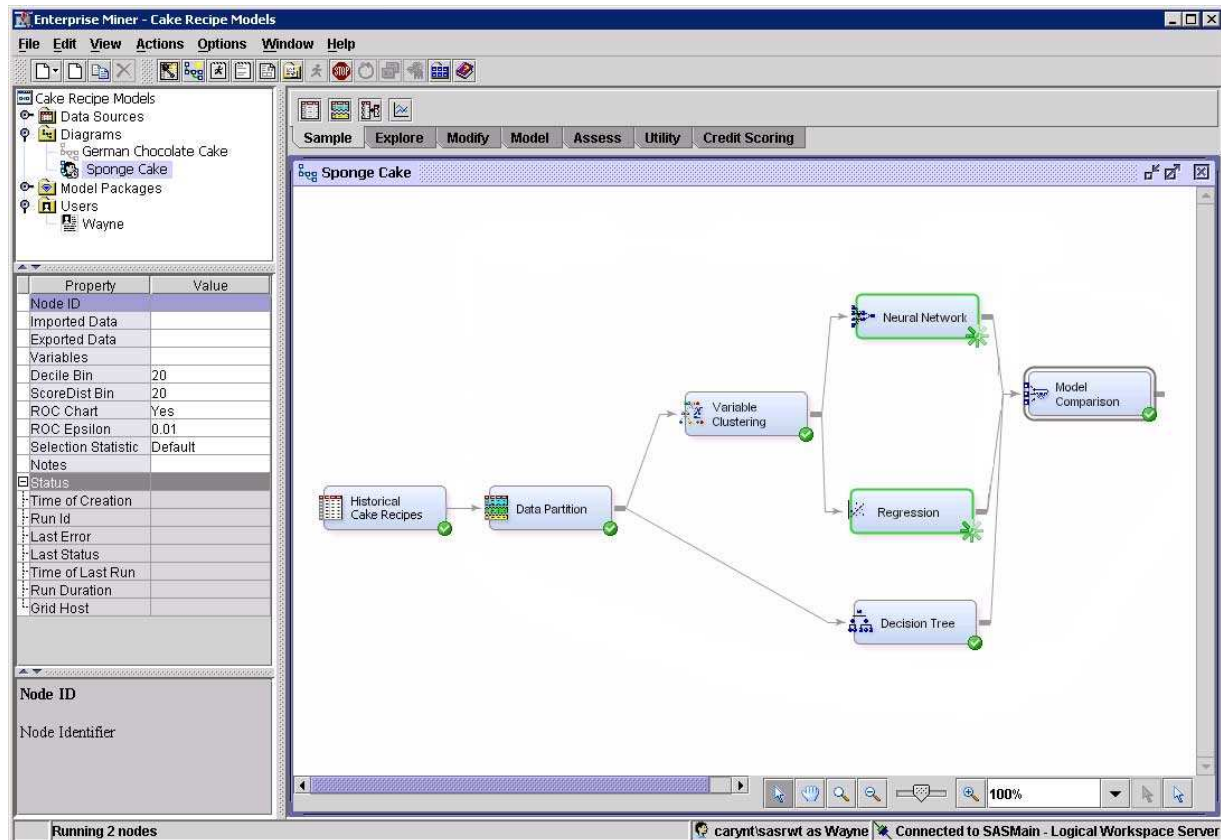 Enterprise Miner - Cake Recipe Models
File Edit View Actions Options Window Help
STOP
Cake Recipe Models
Data Sources
Diagrams
German Chocolate Cake
Sponge Cake
Model Packages
Users
Wayne
Property Value
Node ID
Imported Data
Exported Data
Variables
Decile Bin 20
ScoreDist Bin 20
ROC Chart Yes
ROC Epsilon 0.01
Selection Statistic Default
Notes
Status
Time of Creation
Run Id
Last Error
Last Status
Time of Last Run
Run Duration
Grid Host
Node ID
Node Identifier
Sample Explore Modify Model Assess Utility Credit Scoring
Sponge Cake
Neural Network
Model
Comparison
Variable
Clustering
Historical
Cake Recipes
Data Partition
Regression
Decision Tree
100%
Running 2 nodes
carynt\sasrwt as Wayne
Connected to SASMain - Logical Workspace Server